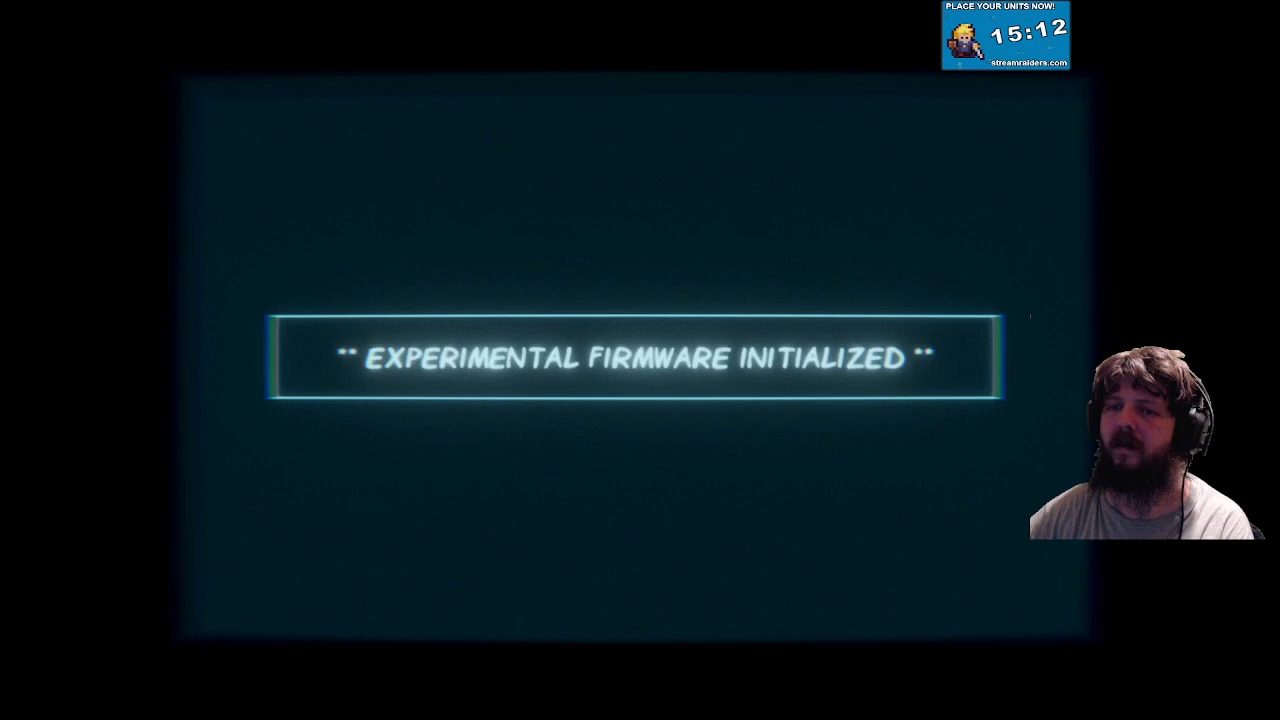 PLACE YOUR UNITS NOW!
15:12
streamraiders.com
** EXPERIMENTAL FIRMWARE INITIALIZED **